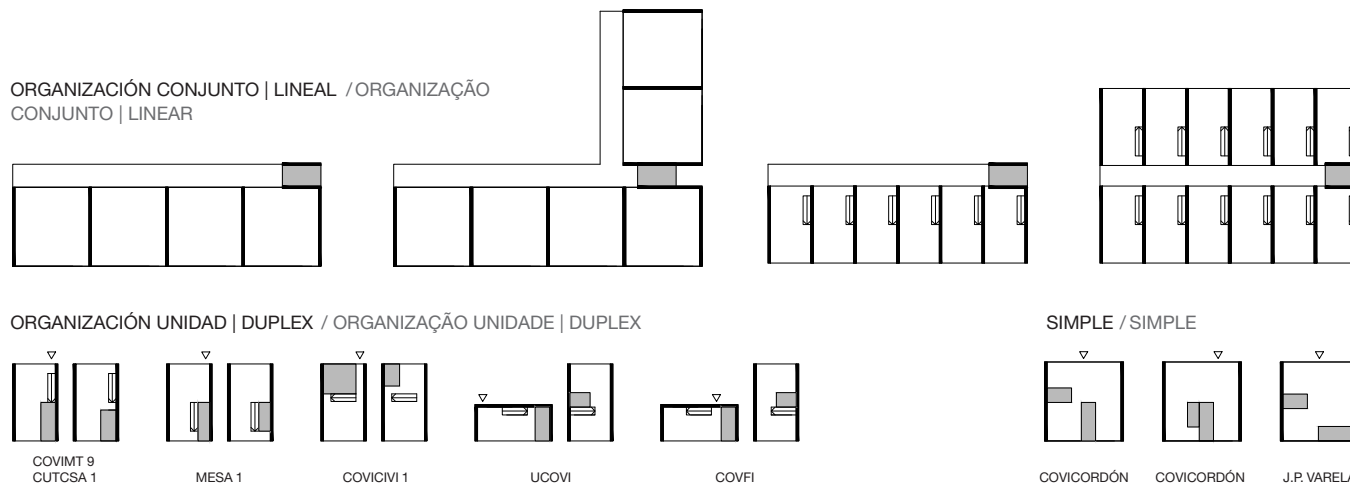 ORGANIZACIÓN CONJUNTO | LINEAL / ORGANIZAÇÃO
CONJUNTO | LINEAR
ORGANIZACIÓN UNIDAD | DUPLEX / ORGANIZAÇÃO UNIDADE | DUPLEX
SIMPLE / SIMPLE
COVIMT 9
CUTCSA 1
MESA 1
COVICIVI 1
UCOVI
COVFI
COVICORDÓN
COVICORDÓN
J.P. VARELA